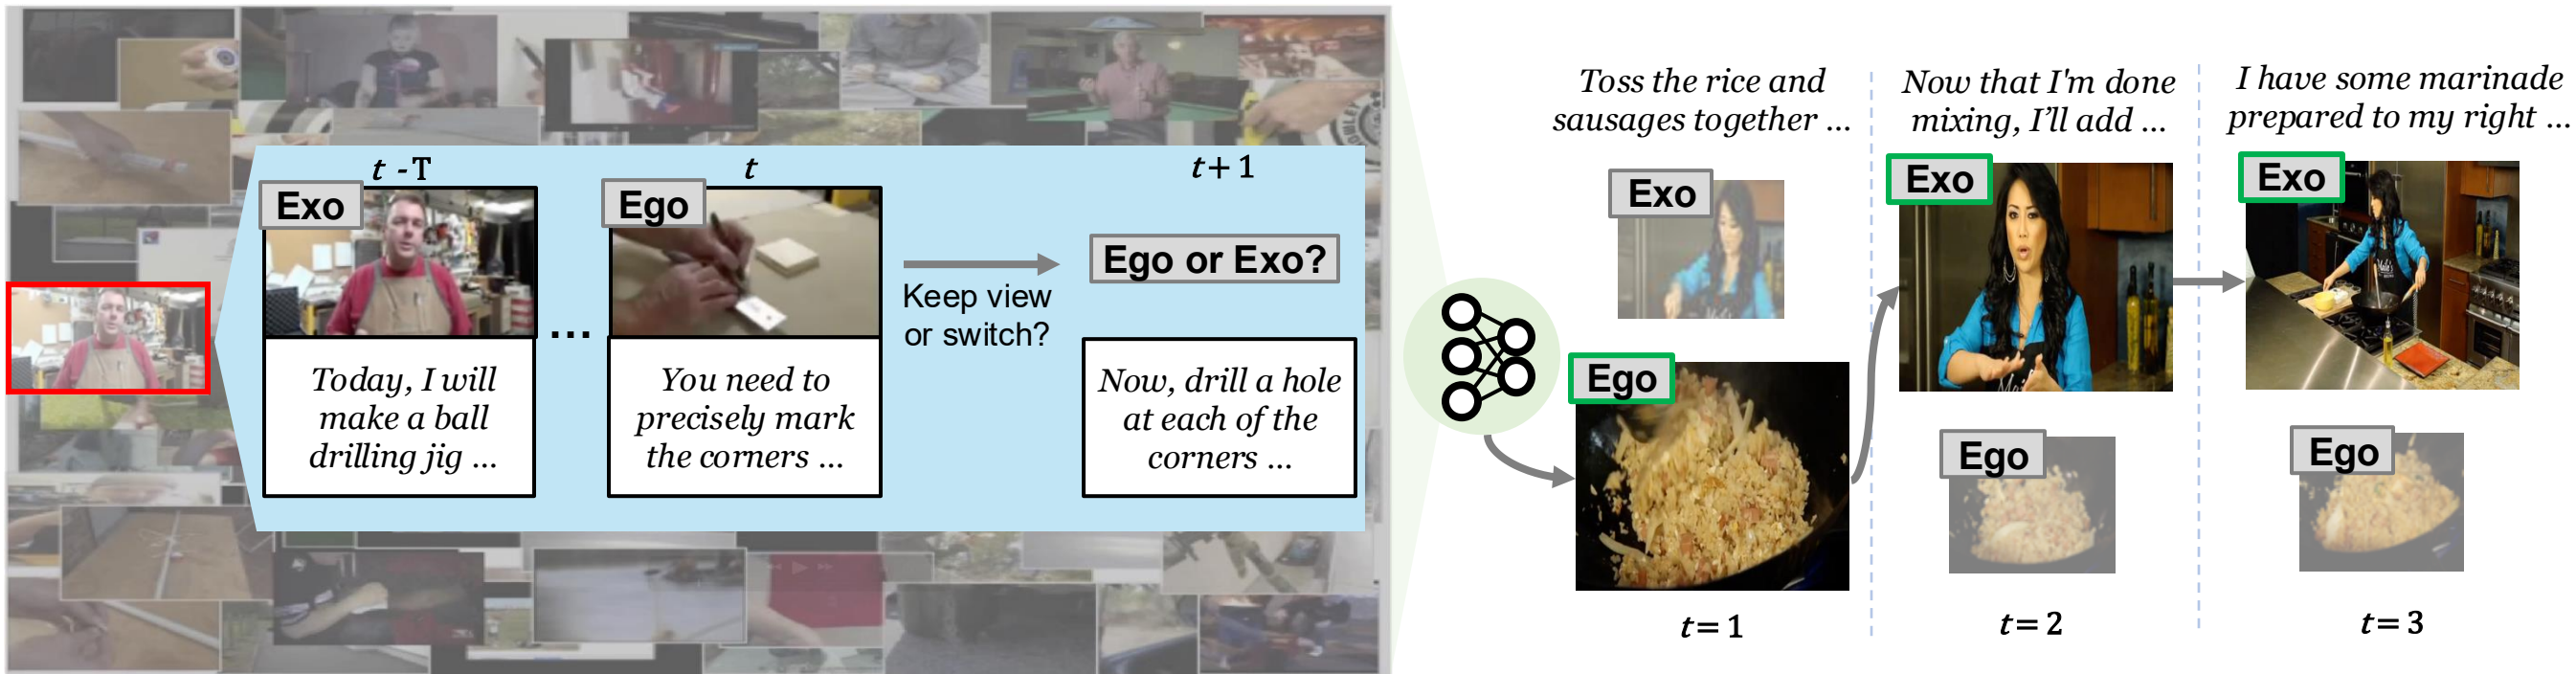 t - T
Exo
Today, I will
make a ball
drilling jig ...
...
t
Ego
You need to
precisely mark
the corners ...
Keep view
or switch?
t + 1
Ego or Exo?
Now, drill a hole
at each of the
corners ...
Toss the rice and
sausages together ...
Exo
Ego
t = 1
Now that I'm done
mixing, I’ll add ...
Exo
Ego
t = 2
I have some marinade
prepared to my right ...
Exo
Ego
t = 3